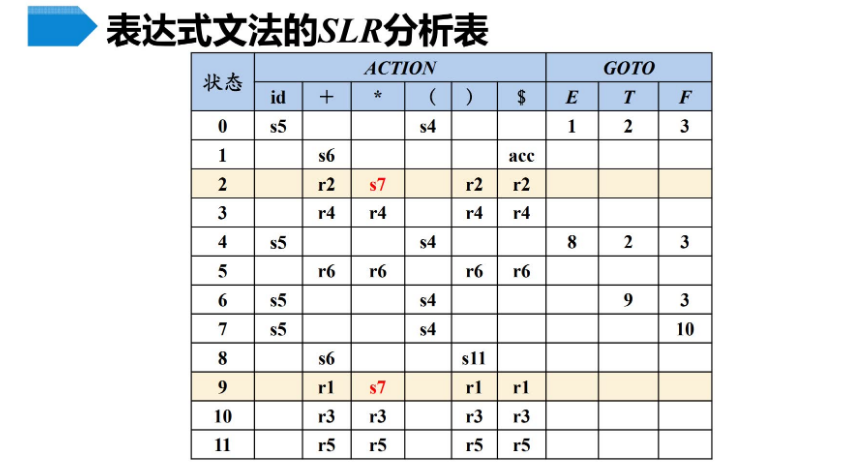 表达式文法的SLR分析表
状态 ACTION GOTO
id + * ( ) $ E T F
0 s5 s4 1 2 3
1 s6 acc
2 r2 s7 r2 r2
3 r4 r4 r4 r4
4 s5 s4 8 2 3
5 r6 r6 r6 r6
6 s5 s4 9 3
7 s5 s4 10
8 s6 s11
9 r1 s7 r1 r1
10 r3 r3 r3 r3
11 r5 r5 r5 r5